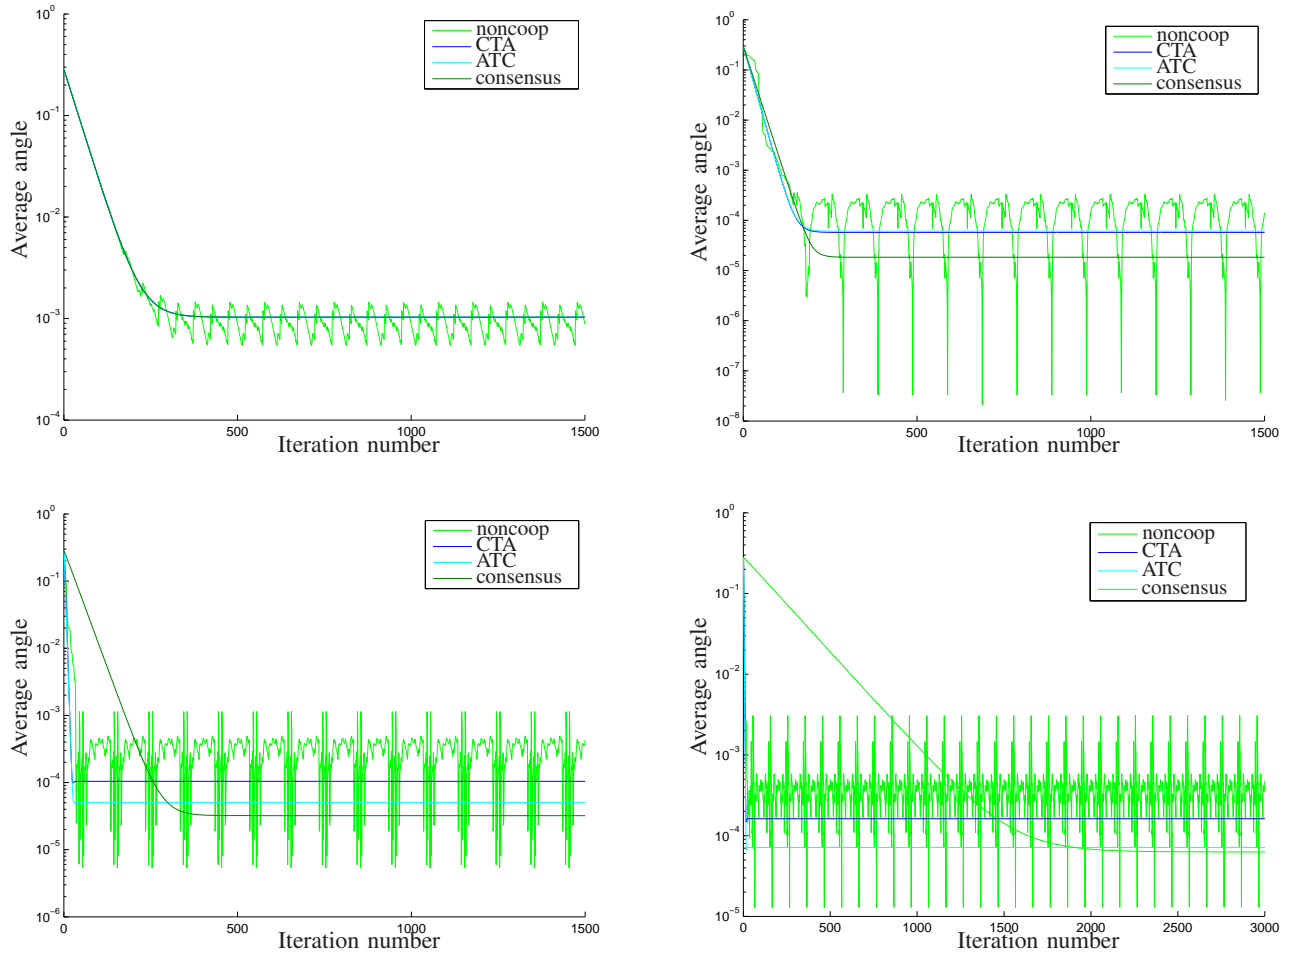 10^0
10^-1
10^-2
10^-3
10^-4
Average angle
0
500
1000
1500
Iteration number
noncoop
CTA
ATC
consensus
10^0
10^-1
10^-2
10^-3
10^-4
10^-5
10^-6
10^-7
10^-8
Average angle
0
500
1000
1500
Iteration number
noncoop
CTA
ATC
consensus
10^0
10^-1
10^-2
10^-3
10^-4
10^-5
10^-6
Average angle
0
500
1000
1500
Iteration number
noncoop
CTA
ATC
consensus
10^0
10^-1
10^-2
10^-3
10^-4
10^-5
Average angle
0
500
1000
1500
2000
2500
3000
Iteration number
noncoop
CTA
ATC
consensus